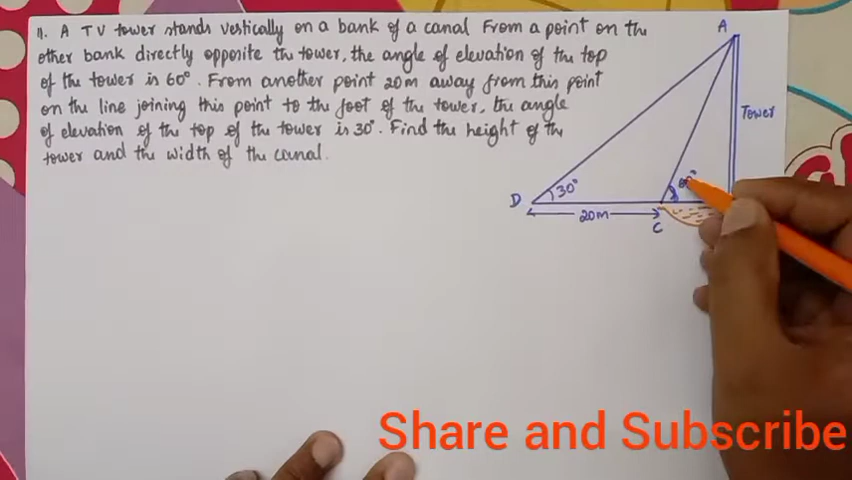 11. A TV tower stands vertically on a bank of a canal From a point on the
other bank directly opposite the tower, the angle of elevation of the top
of the tower is 60°. From another point 20m away from this point
on the line joining this point to the foot of the tower, the angle
of elevation of the top of the tower is 30°. Find the height of the
tower and the width of the canal.
A
Tower
60°
30°
D
20m
C
Share and Subscribe